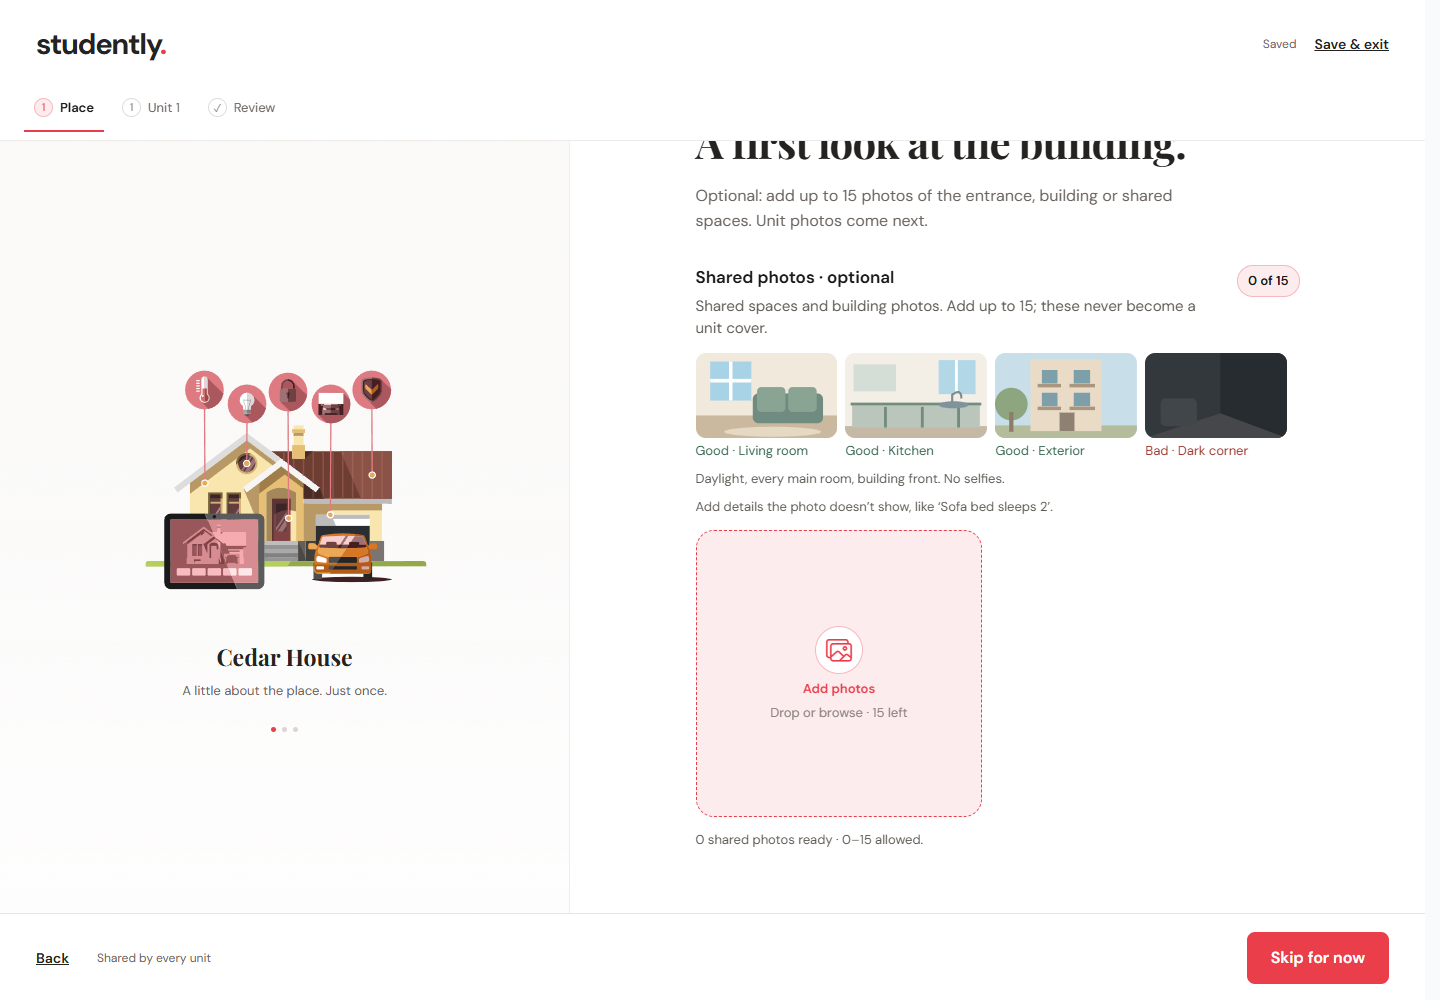 studently.
Saved
Save & exit
1 Place
1 Unit 1
✓ Review
A first look at the building.
Optional: add up to 15 photos of the entrance, building or shared
spaces. Unit photos come next.
Shared photos · optional
0 of 15
Shared spaces and building photos. Add up to 15; these never become a
unit cover.
Good · Living room
Good · Kitchen
Good · Exterior
Bad · Dark corner
Daylight, every main room, building front. No selfies.
Add details the photo doesn’t show, like ‘Sofa bed sleeps 2’.
Add photos
Drop or browse · 15 left
0 shared photos ready · 0–15 allowed.
Cedar House
A little about the place. Just once.
Back
Shared by every unit
Skip for now